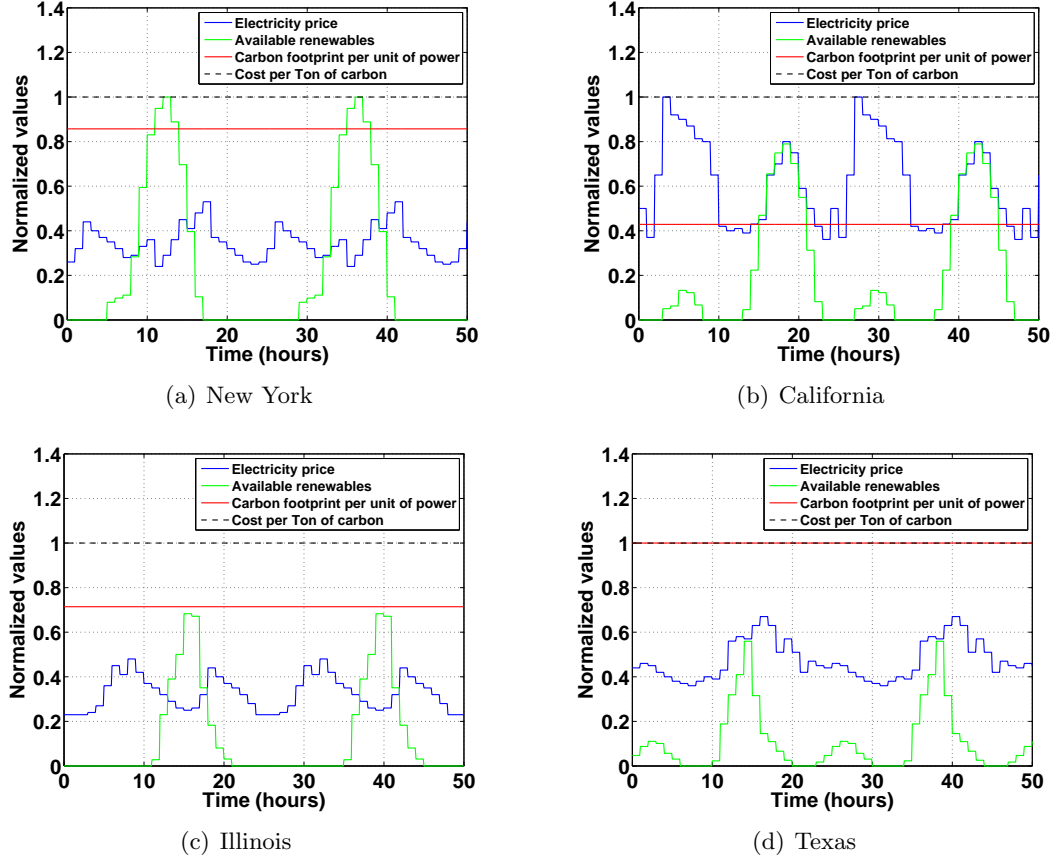 1.4
1.2
1
0.8
0.6
0.4
0.2
0
Normalized values
Electricity price
Available renewables
Carbon footprint per unit of power
Cost per Ton of carbon
0 10 20 30 40 50
Time (hours)
(a) New York
1.4
1.2
1
0.8
0.6
0.4
0.2
0
Normalized values
Electricity price
Available renewables
Carbon footprint per unit of power
Cost per Ton of carbon
0 10 20 30 40 50
Time (hours)
(b) California
1.4
1.2
1
0.8
0.6
0.4
0.2
0
Normalized values
Electricity price
Available renewables
Carbon footprint per unit of power
Cost per Ton of carbon
0 10 20 30 40 50
Time (hours)
(c) Illinois
1.4
1.2
1
0.8
0.6
0.4
0.2
0
Normalized values
Electricity price
Available renewables
Carbon footprint per unit of power
Cost per Ton of carbon
0 10 20 30 40 50
Time (hours)
(d) Texas